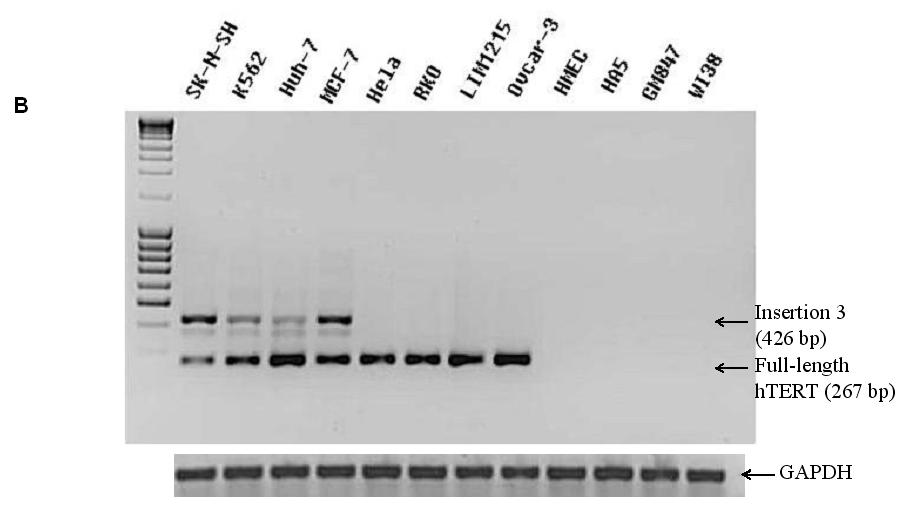 SK-N-SH
K562
Huh-7
MCF-7
Hela
RKO
LIM1215
Ovcar-3
HMEC
HA5
GM847
WI38
B
Insertion 3
(426 bp)
Full-length
hTERT (267 bp)
GAPDH